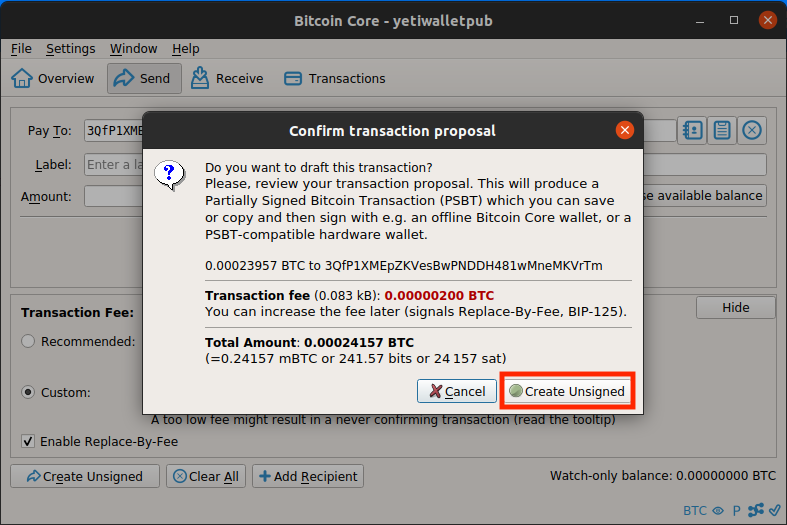 Bitcoin Core - yetiwalletpub
File Settings Window Help
Overview Send Receive Transactions
Pay To: 3QfP1XME
Label: Enter a la
Amount: se available balance
Confirm transaction proposal
Do you want to draft this transaction?
Please, review your transaction proposal. This will produce a
Partially Signed Bitcoin Transaction (PSBT) which you can save
or copy and then sign with e.g. an offline Bitcoin Core wallet, or a
PSBT-compatible hardware wallet.
0.00023957 BTC to 3QfP1XMEpZKVesBwPNDDH481wMneMKVrTm
Transaction fee (0.083 kB): 0.00000200 BTC
You can increase the fee later (signals Replace-By-Fee, BIP-125).
Total Amount: 0.00024157 BTC
(=0.24157 mBTC or 241.57 bits or 24 157 sat)
Cancel Create Unsigned
Transaction Fee: Hide
Recommended:
Custom:
A too low fee might result in a never confirming transaction (read the tooltip)
Enable Replace-By-Fee
Create Unsigned Clear All Add Recipient Watch-only balance: 0.00000000 BTC
BTC P